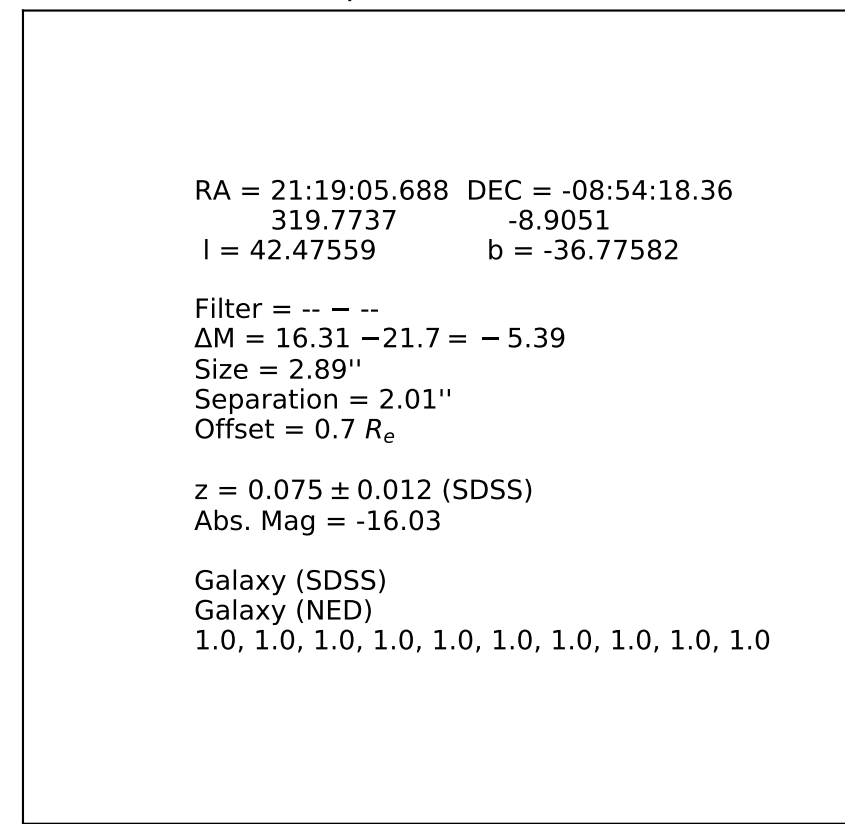 RA = 21:19:05.688 DEC = -08:54:18.36
319.7737 -8.9051
l = 42.47559 b = -36.77582
Filter = -- − --
ΔM = 16.31 −21.7 = − 5.39
Size = 2.89''
Separation = 2.01''
Offset = 0.7 Rₑ
z = 0.075 ± 0.012 (SDSS)
Abs. Mag = -16.03
Galaxy (SDSS)
Galaxy (NED)
1.0, 1.0, 1.0, 1.0, 1.0, 1.0, 1.0, 1.0, 1.0, 1.0